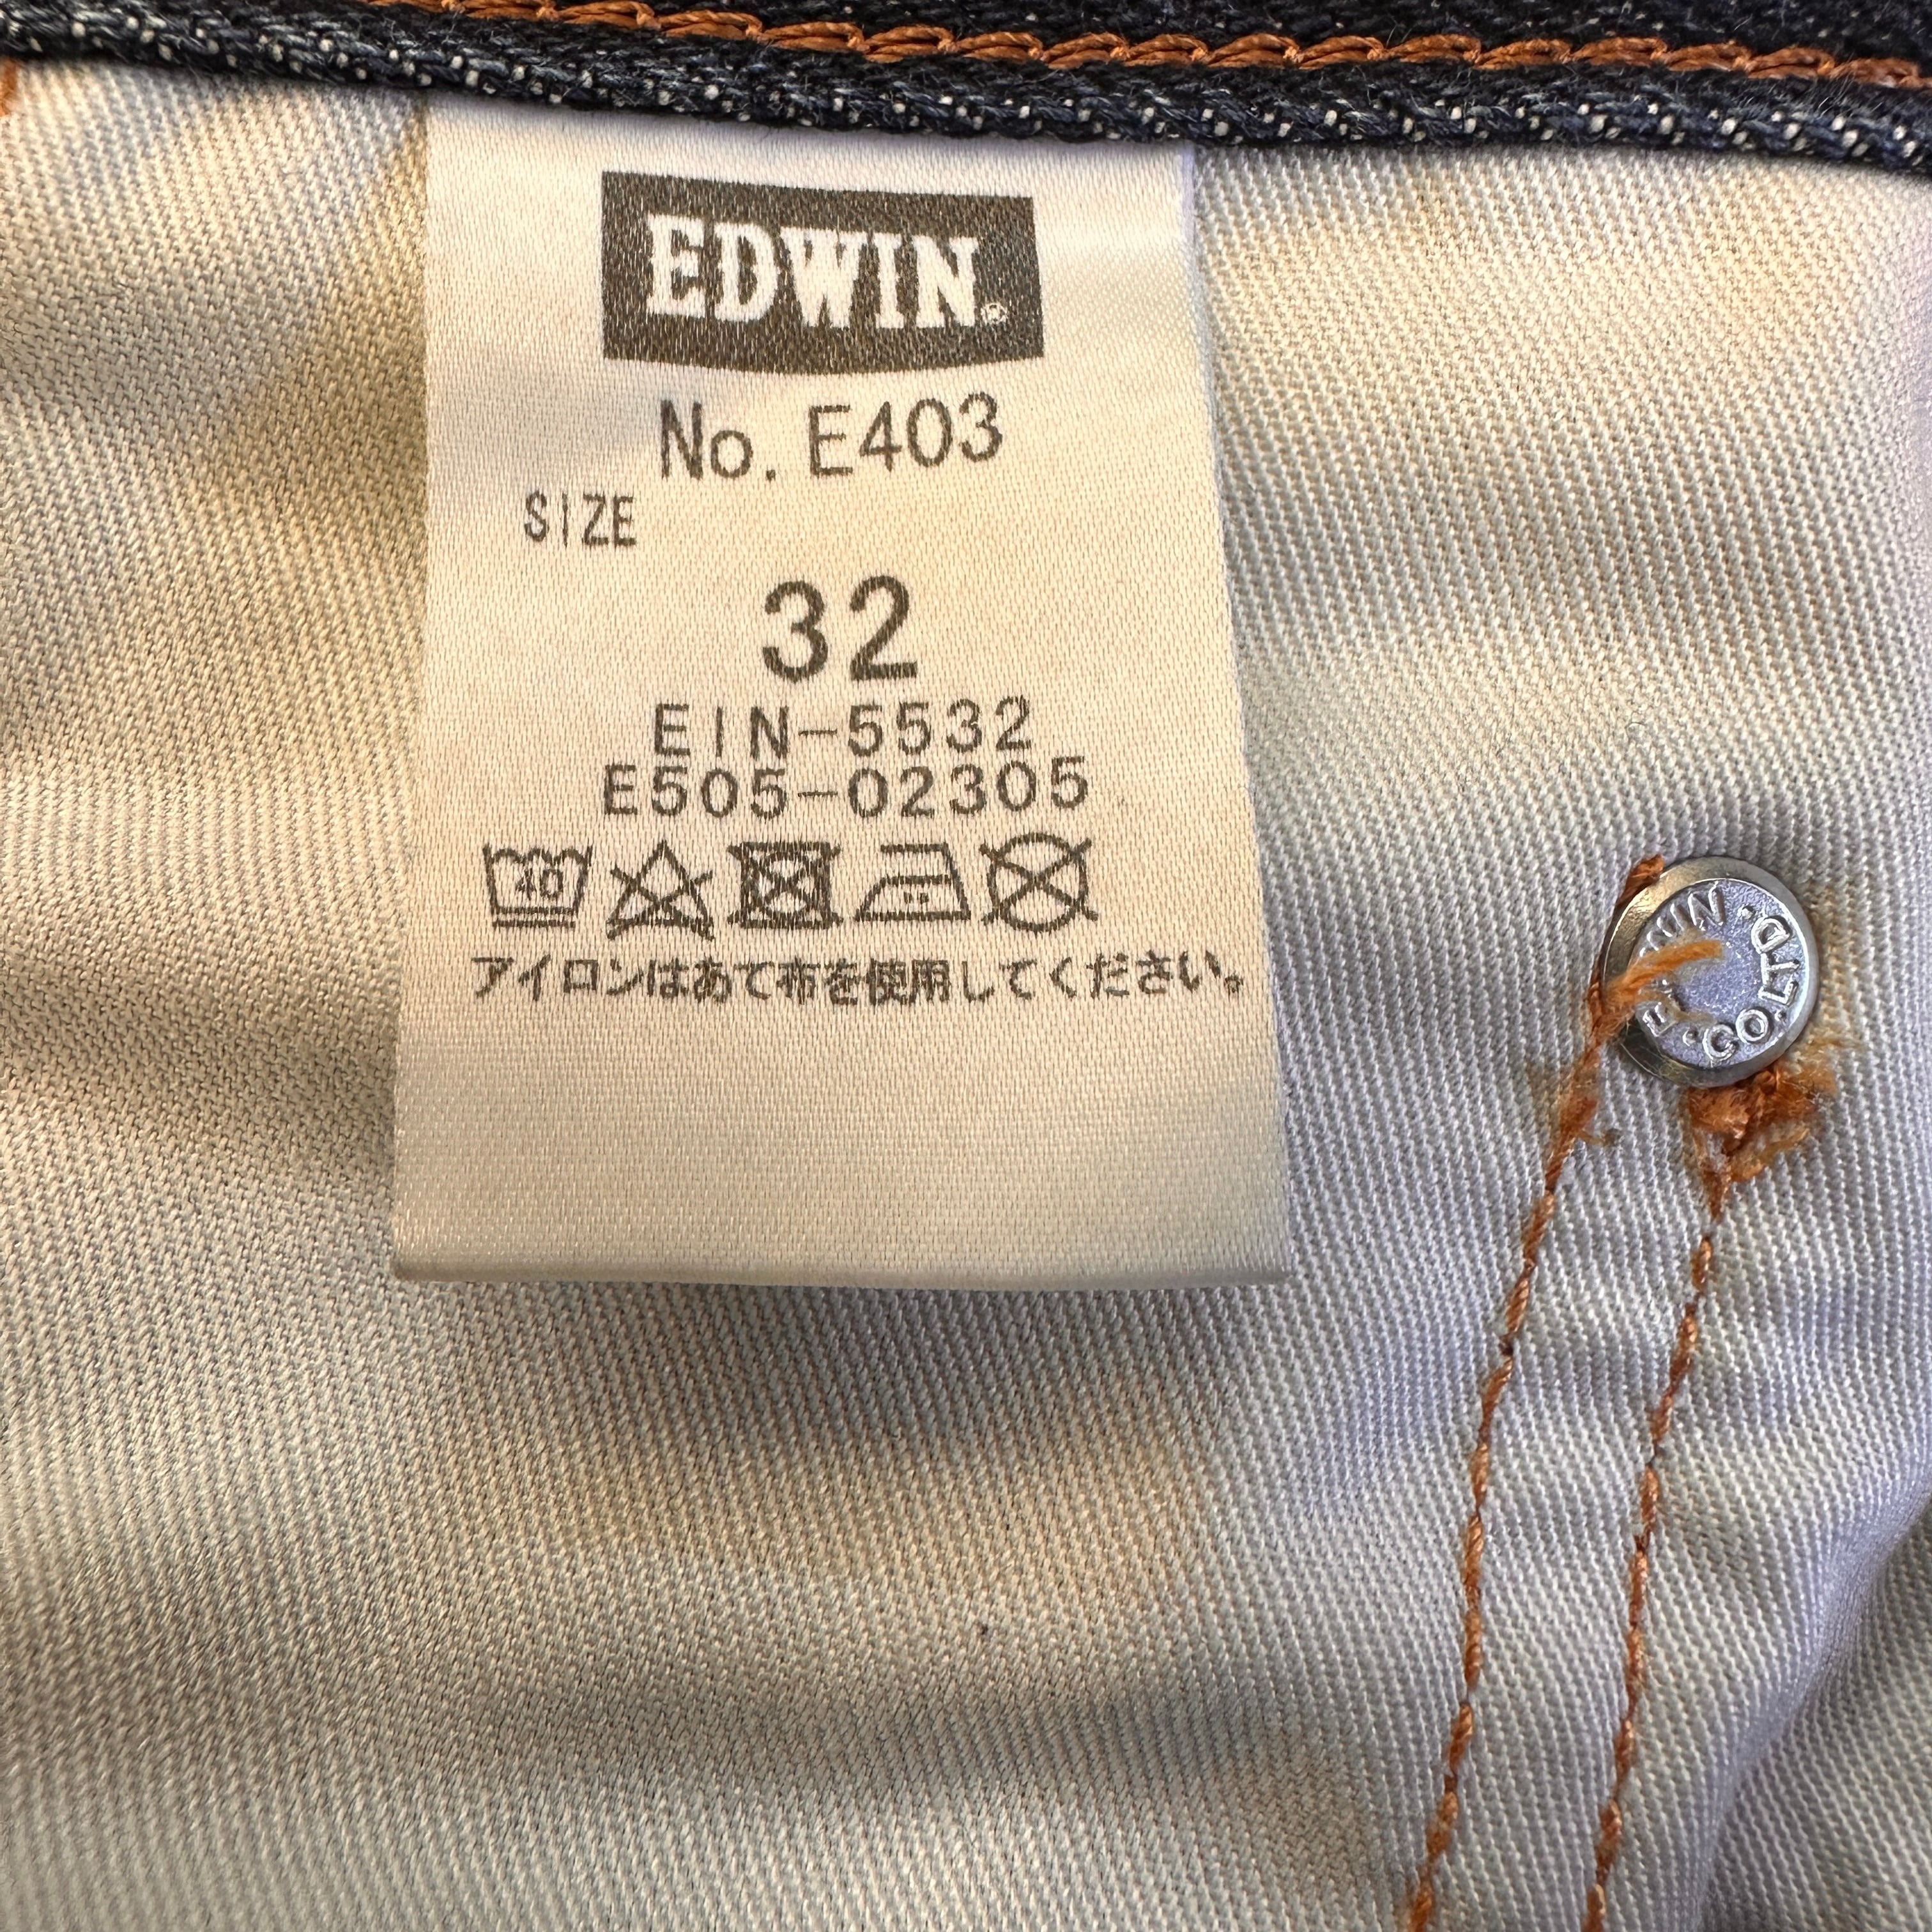 EDWIN®
No. E403
SIZE
32
EIN-5532
E505-02305
40
アイロンはあて布を使用してください。
CO.LTD.